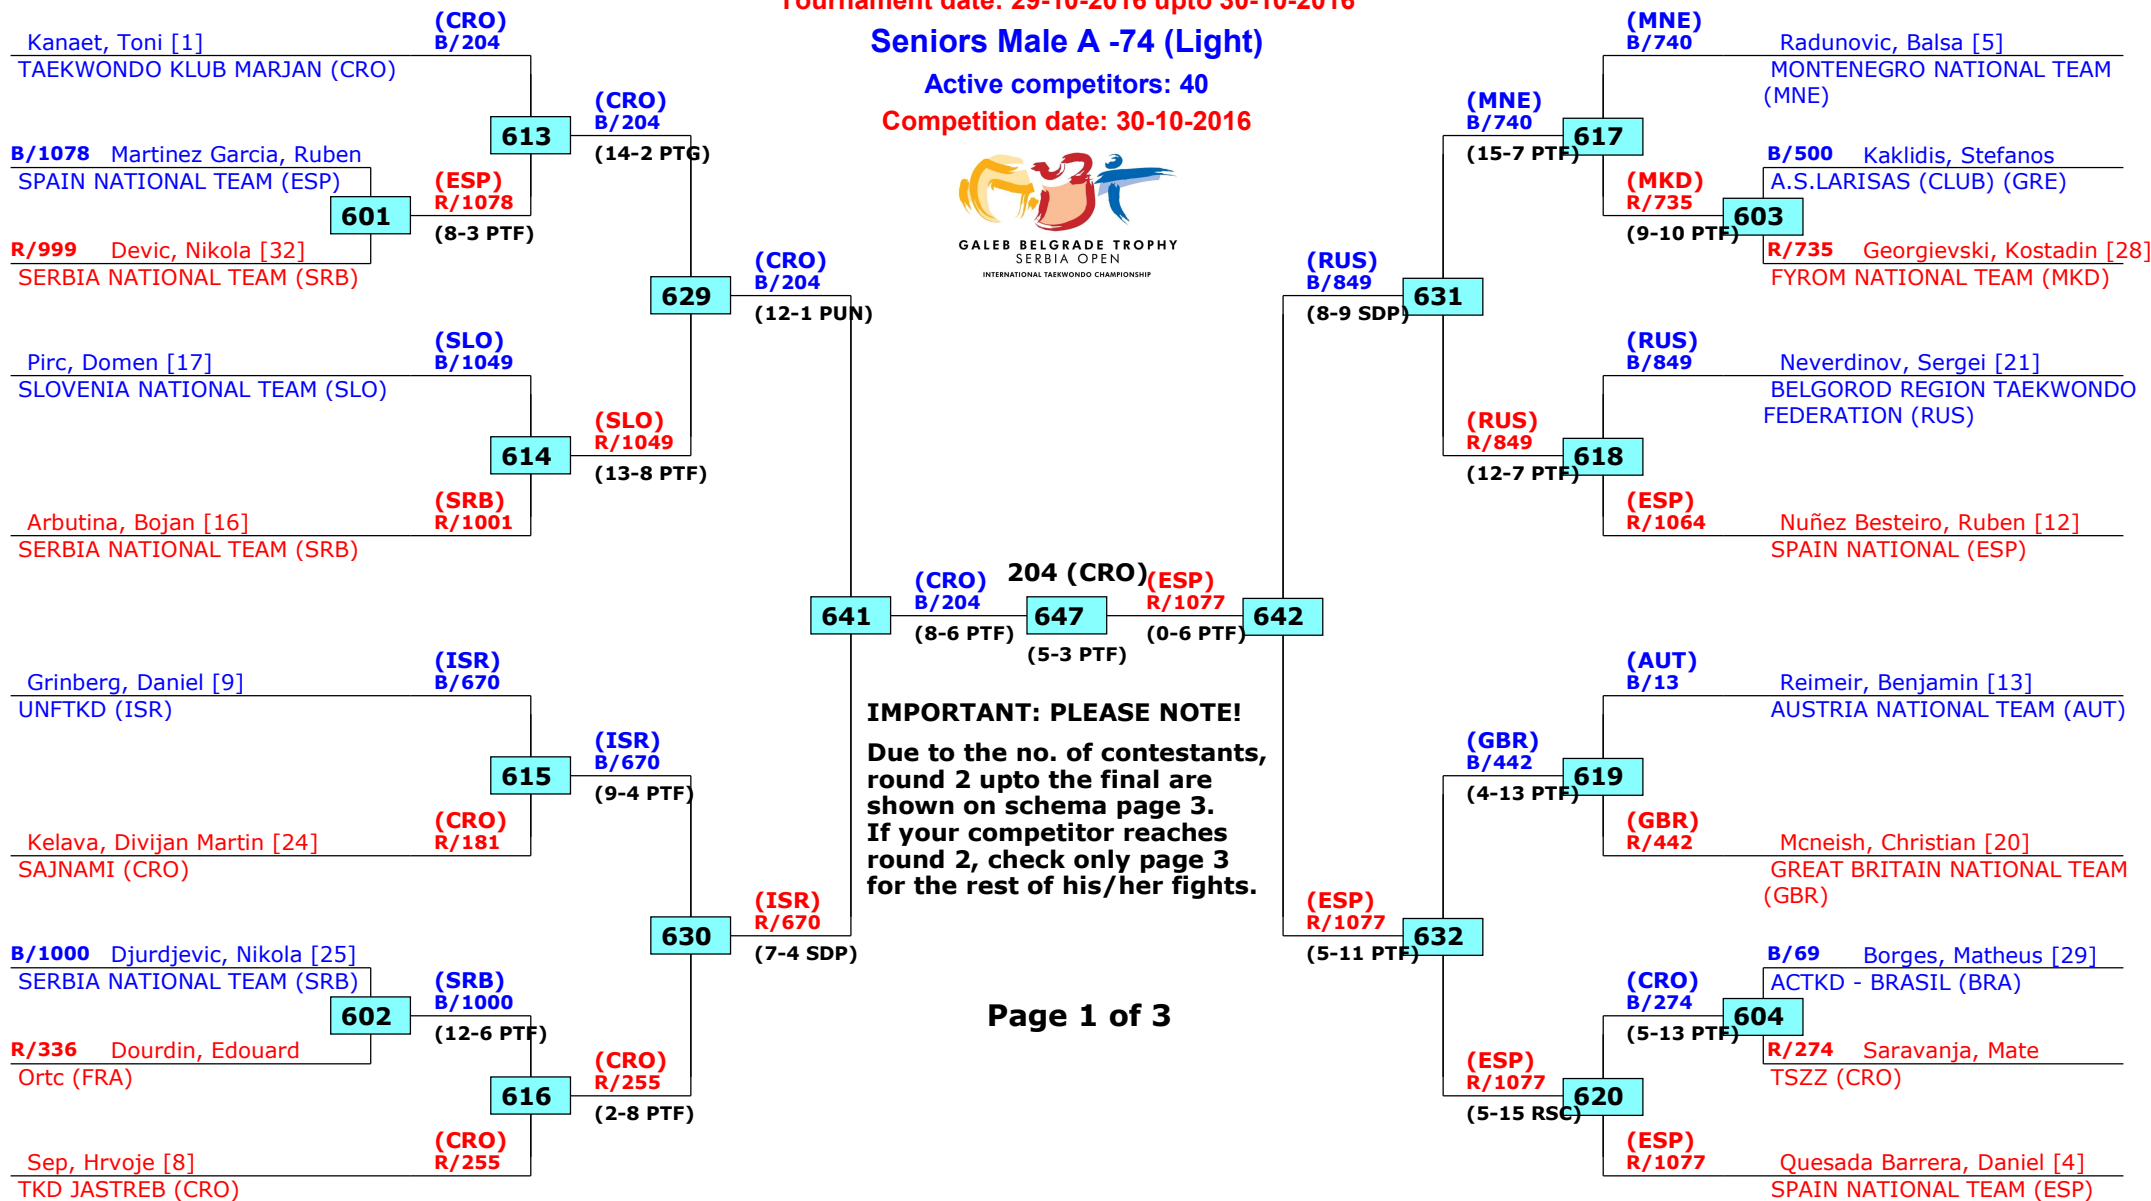 Tournament date: 29-10-2016 upto 30-10-2016
Seniors Male A -74 (Light)
Active competitors: 40
Competition date: 30-10-2016
GALEB BELGRADE TROPHY
SERBIA OPEN
INTERNATIONAL TAEKWONDO CHAMPIONSHIP
Kanaet, Toni [1]
TAEKWONDO KLUB MARJAN (CRO)
(CRO)
B/204
B/1078 Martinez Garcia, Ruben
SPAIN NATIONAL TEAM (ESP)
601
R/999 Devic, Nikola [32]
SERBIA NATIONAL TEAM (SRB)
(ESP)
R/1078
(8-3 PTF)
613
(CRO)
B/204
(14-2 PTG)
Pirc, Domen [17]
SLOVENIA NATIONAL TEAM (SLO)
(SLO)
B/1049
614
Arbutina, Bojan [16]
SERBIA NATIONAL TEAM (SRB)
(SRB)
R/1001
(SLO)
R/1049
(13-8 PTF)
629
(CRO)
B/204
(12-1 PUN)
Grinberg, Daniel [9]
UNFTKD (ISR)
(ISR)
B/670
615
Kelava, Divijan Martin [24]
SAJNAMI (CRO)
(CRO)
R/181
(ISR)
B/670
(9-4 PTF)
B/1000 Djurdjevic, Nikola [25]
SERBIA NATIONAL TEAM (SRB)
602
R/336 Dourdin, Edouard
Ortc (FRA)
(SRB)
B/1000
(12-6 PTF)
616
Sep, Hrvoje [8]
TKD JASTREB (CRO)
(CRO)
R/255
(CRO)
R/255
(2-8 PTF)
630
(ISR)
R/670
(7-4 SDP)
641
(CRO)
B/204
(8-6 PTF)
204 (CRO)
647
(5-3 PTF)
(ESP)
R/1077
(0-6 PTF)
642
IMPORTANT: PLEASE NOTE!
Due to the no. of contestants,
round 2 upto the final are
shown on schema page 3.
If your competitor reaches
round 2, check only page 3
for the rest of his/her fights.
Page 1 of 3
(RUS)
B/849
(8-9 SDP)
631
(MNE)
B/740
(15-7 PTF)
617
(MNE)
B/740
Radunovic, Balsa [5]
MONTENEGRO NATIONAL TEAM
(MNE)
(MKD)
R/735
(9-10 PTF)
603
B/500 Kaklidis, Stefanos
A.S.LARISAS (CLUB) (GRE)
R/735 Georgievski, Kostadin [28]
FYROM NATIONAL TEAM (MKD)
(RUS)
R/849
(12-7 PTF)
618
(RUS)
B/849
Neverdinov, Sergei [21]
BELGOROD REGION TAEKWONDO
FEDERATION (RUS)
(ESP)
R/1064
Nuñez Besteiro, Ruben [12]
SPAIN NATIONAL (ESP)
(ESP)
R/1077
(5-11 PTF)
632
(GBR)
B/442
(4-13 PTF)
619
(AUT)
B/13
Reimeir, Benjamin [13]
AUSTRIA NATIONAL TEAM (AUT)
(GBR)
R/442
Mcneish, Christian [20]
GREAT BRITAIN NATIONAL TEAM
(GBR)
(ESP)
R/1077
(5-15 RSC)
620
(CRO)
B/274
(5-13 PTF)
604
B/69 Borges, Matheus [29]
ACTKD - BRASIL (BRA)
R/274 Saravanja, Mate
TSZZ (CRO)
(ESP)
R/1077
Quesada Barrera, Daniel [4]
SPAIN NATIONAL TEAM (ESP)